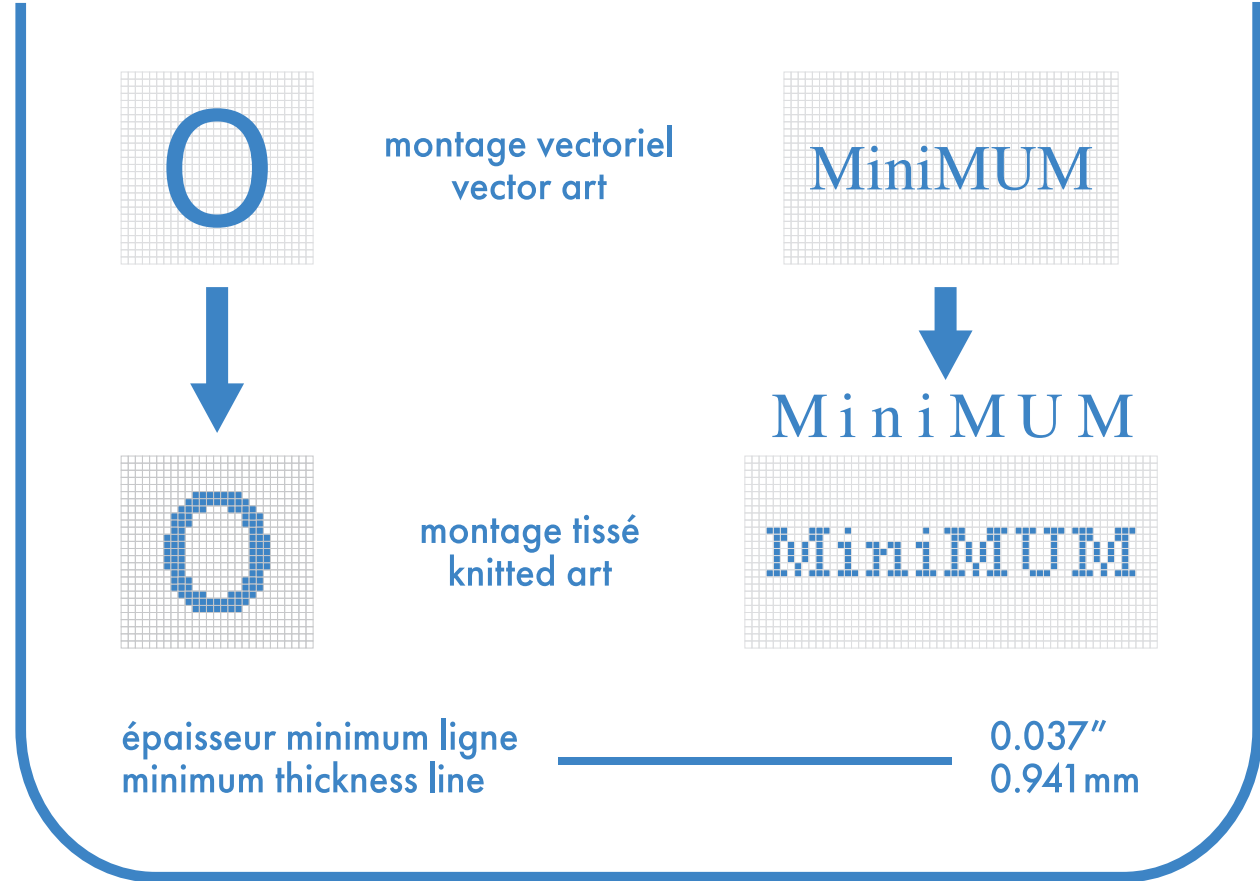 O
montage vectoriel
vector art
MiniMUM
MiniMUM
O
montage tissé
knitted art
MiniMUM
épaisseur minimum ligne
minimum thickness line
0.037″
0.941mm